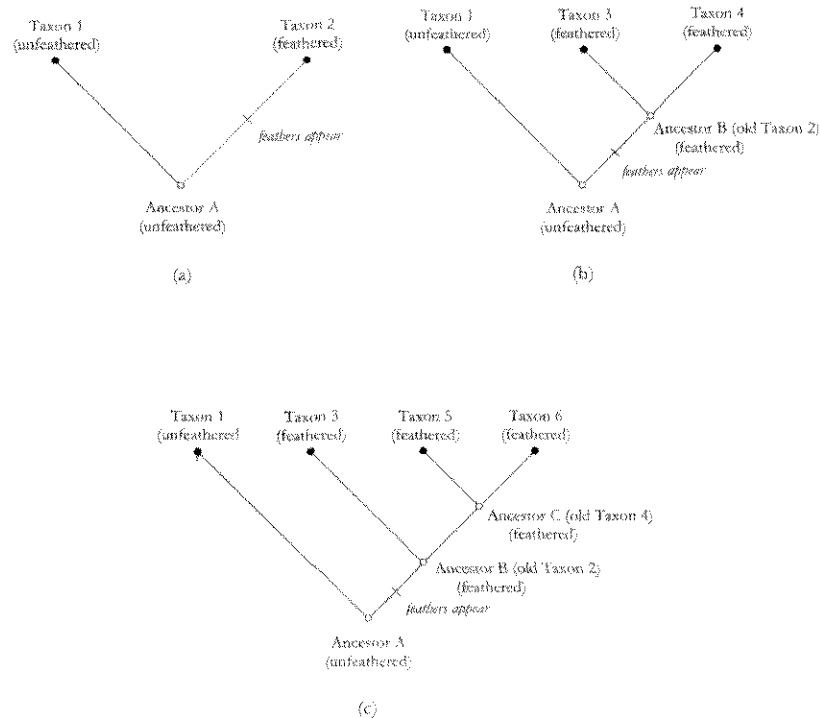 Taxon 1
(unfeathered)
Taxon 2
(feathered)
feathers appear
Ancestor A
(unfeathered)
(a)
Taxon 1
(unfeathered)
Taxon 3
(feathered)
Taxon 4
(feathered)
Ancestor B (old Taxon 2)
(feathered)
feathers appear
Ancestor A
(unfeathered)
(b)
Taxon 1
(unfeathered)
Taxon 3
(feathered)
Taxon 5
(feathered)
Taxon 6
(feathered)
Ancestor C (old Taxon 4)
(feathered)
Ancestor B (old Taxon 2)
(feathered)
feathers appear
Ancestor A
(unfeathered)
(c)